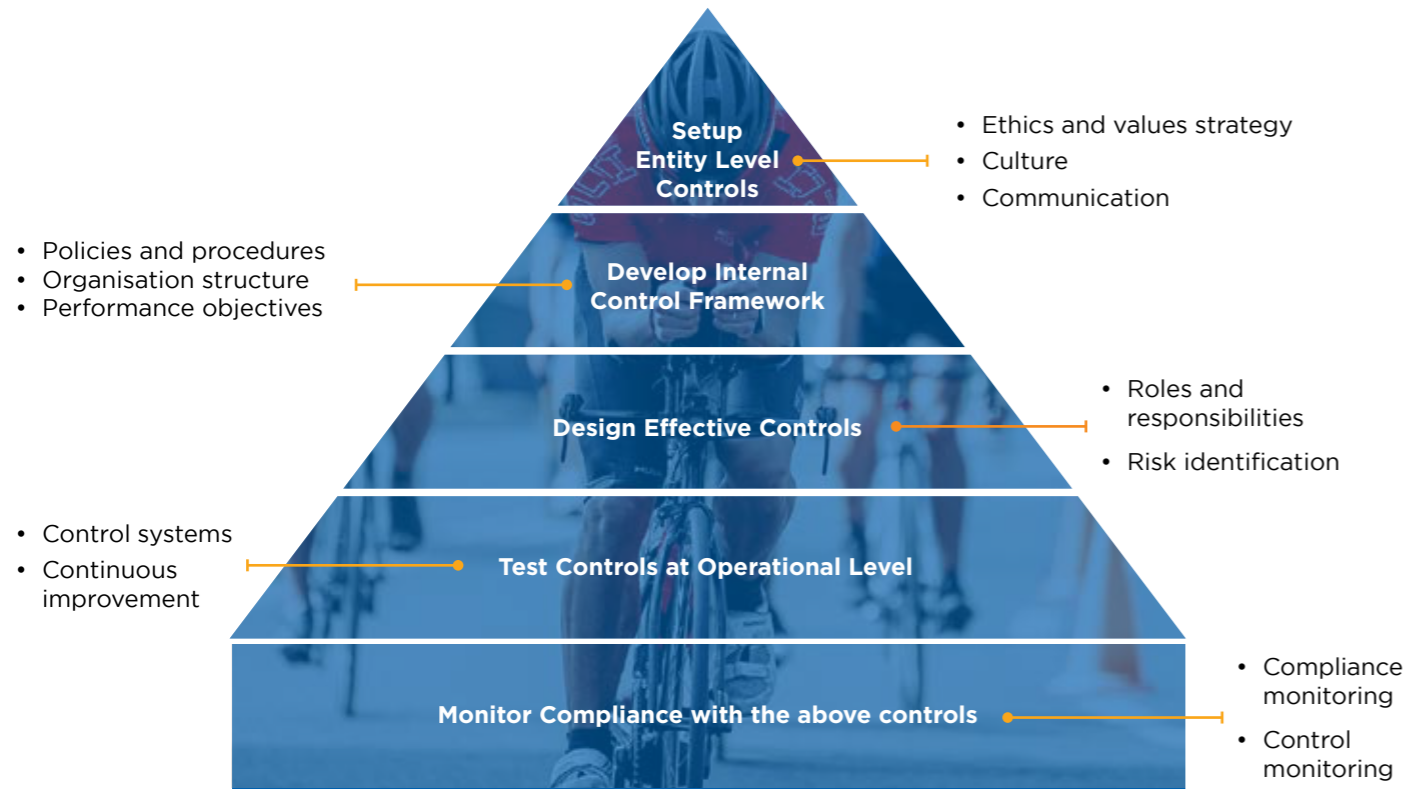 Setup
Entity Level
Controls
• Ethics and values strategy
• Culture
• Communication
• Policies and procedures
• Organisation structure
• Performance objectives
Develop Internal
Control Framework
Design Effective Controls
• Roles and
responsibilities
• Risk identification
• Control systems
• Continuous
improvement
Test Controls at Operational Level
Monitor Compliance with the above controls
• Compliance
monitoring
• Control
monitoring